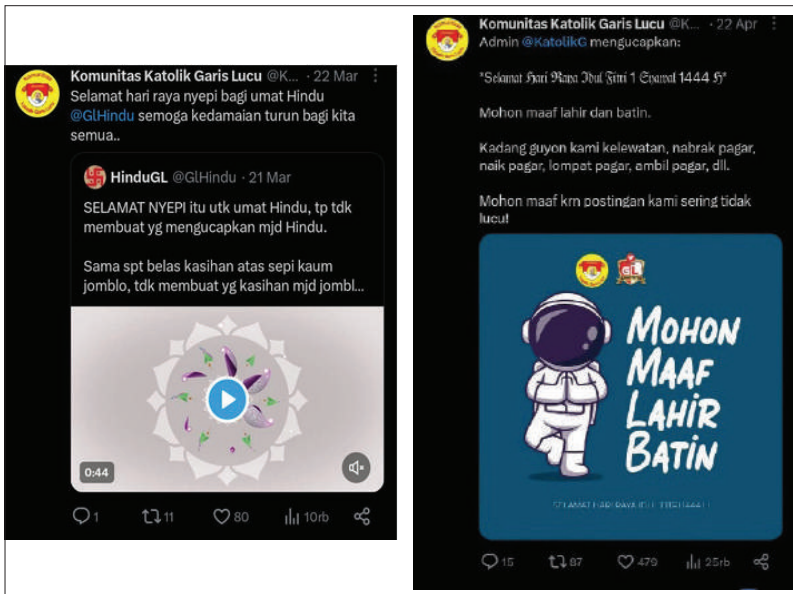 Komunitas Katolik Garis Lucu @K... · 22 Mar
Selamat hari raya nyepi bagi umat Hindu
@GlHindu semoga kedamaian turun bagi kita
semua..
HinduGL @GlHindu · 21 Mar
SELAMAT NYEPI itu utk umat Hindu, tp tdk
membuat yg mengucapkan mjd Hindu.
Sama spt belas kasihan atas sepi kaum
jomblo, tdk membuat yg kasihan mjd jombl...
0:44
1 11 80 10rb
Komunitas Katolik Garis Lucu @K... · 22 Apr
Admin @KatolikG mengucapkan:
"Selamat Hari Raya Idul Fitri 1 Syawal 1444 H"
Mohon maaf lahir dan batin.
Kadang guyon kami kelewatan, nabrak pagar,
naik pagar, lompat pagar, ambil pagar, dll.
Mohon maaf krn postingan kami sering tidak
lucu!
GL
MOHON
MAAF
LAHIR
BATIN
SELAMAT HARI RAYA
15 87 479 25rb